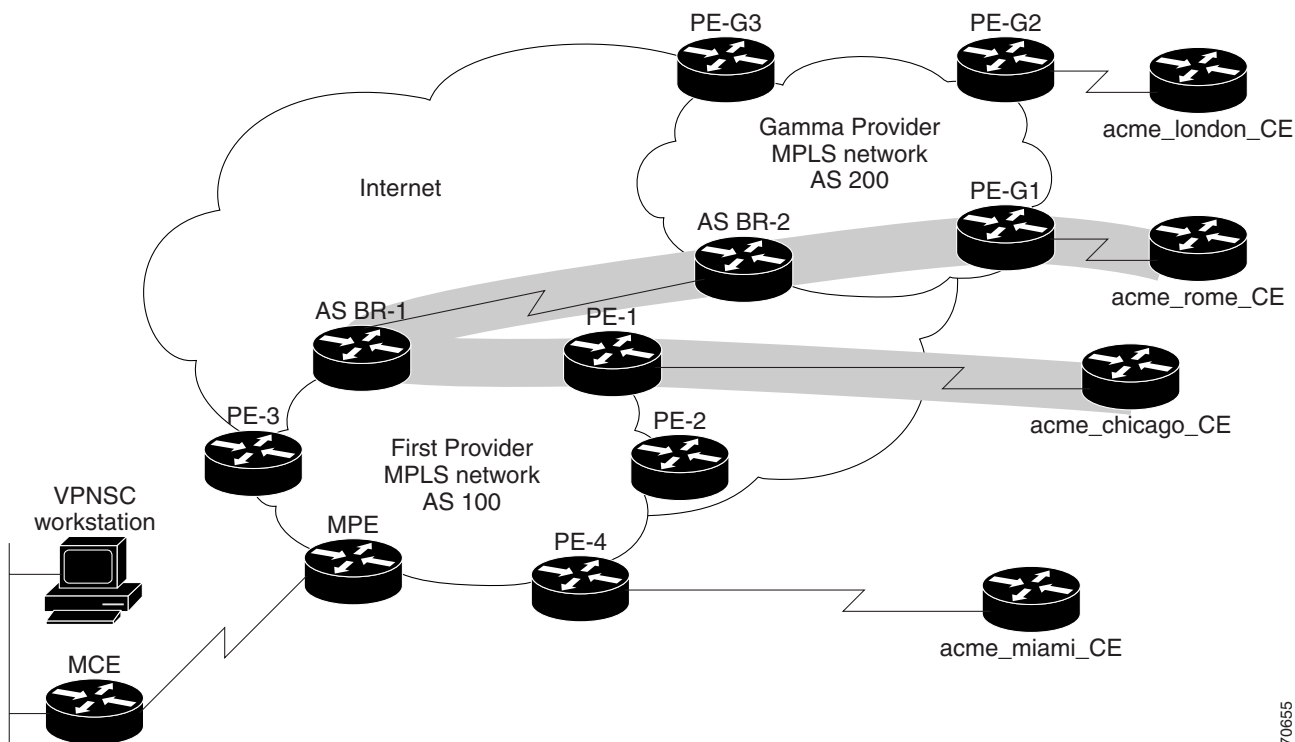 PE-G3
PE-G2
Gamma Provider
MPLS network
AS 200
acme_london_CE
Internet
PE-G1
AS BR-2
acme_rome_CE
AS BR-1
PE-1
PE-3
PE-2
acme_chicago_CE
First Provider
MPLS network
AS 100
VPNSC
workstation
MPE
PE-4
MCE
acme_miami_CE
70655